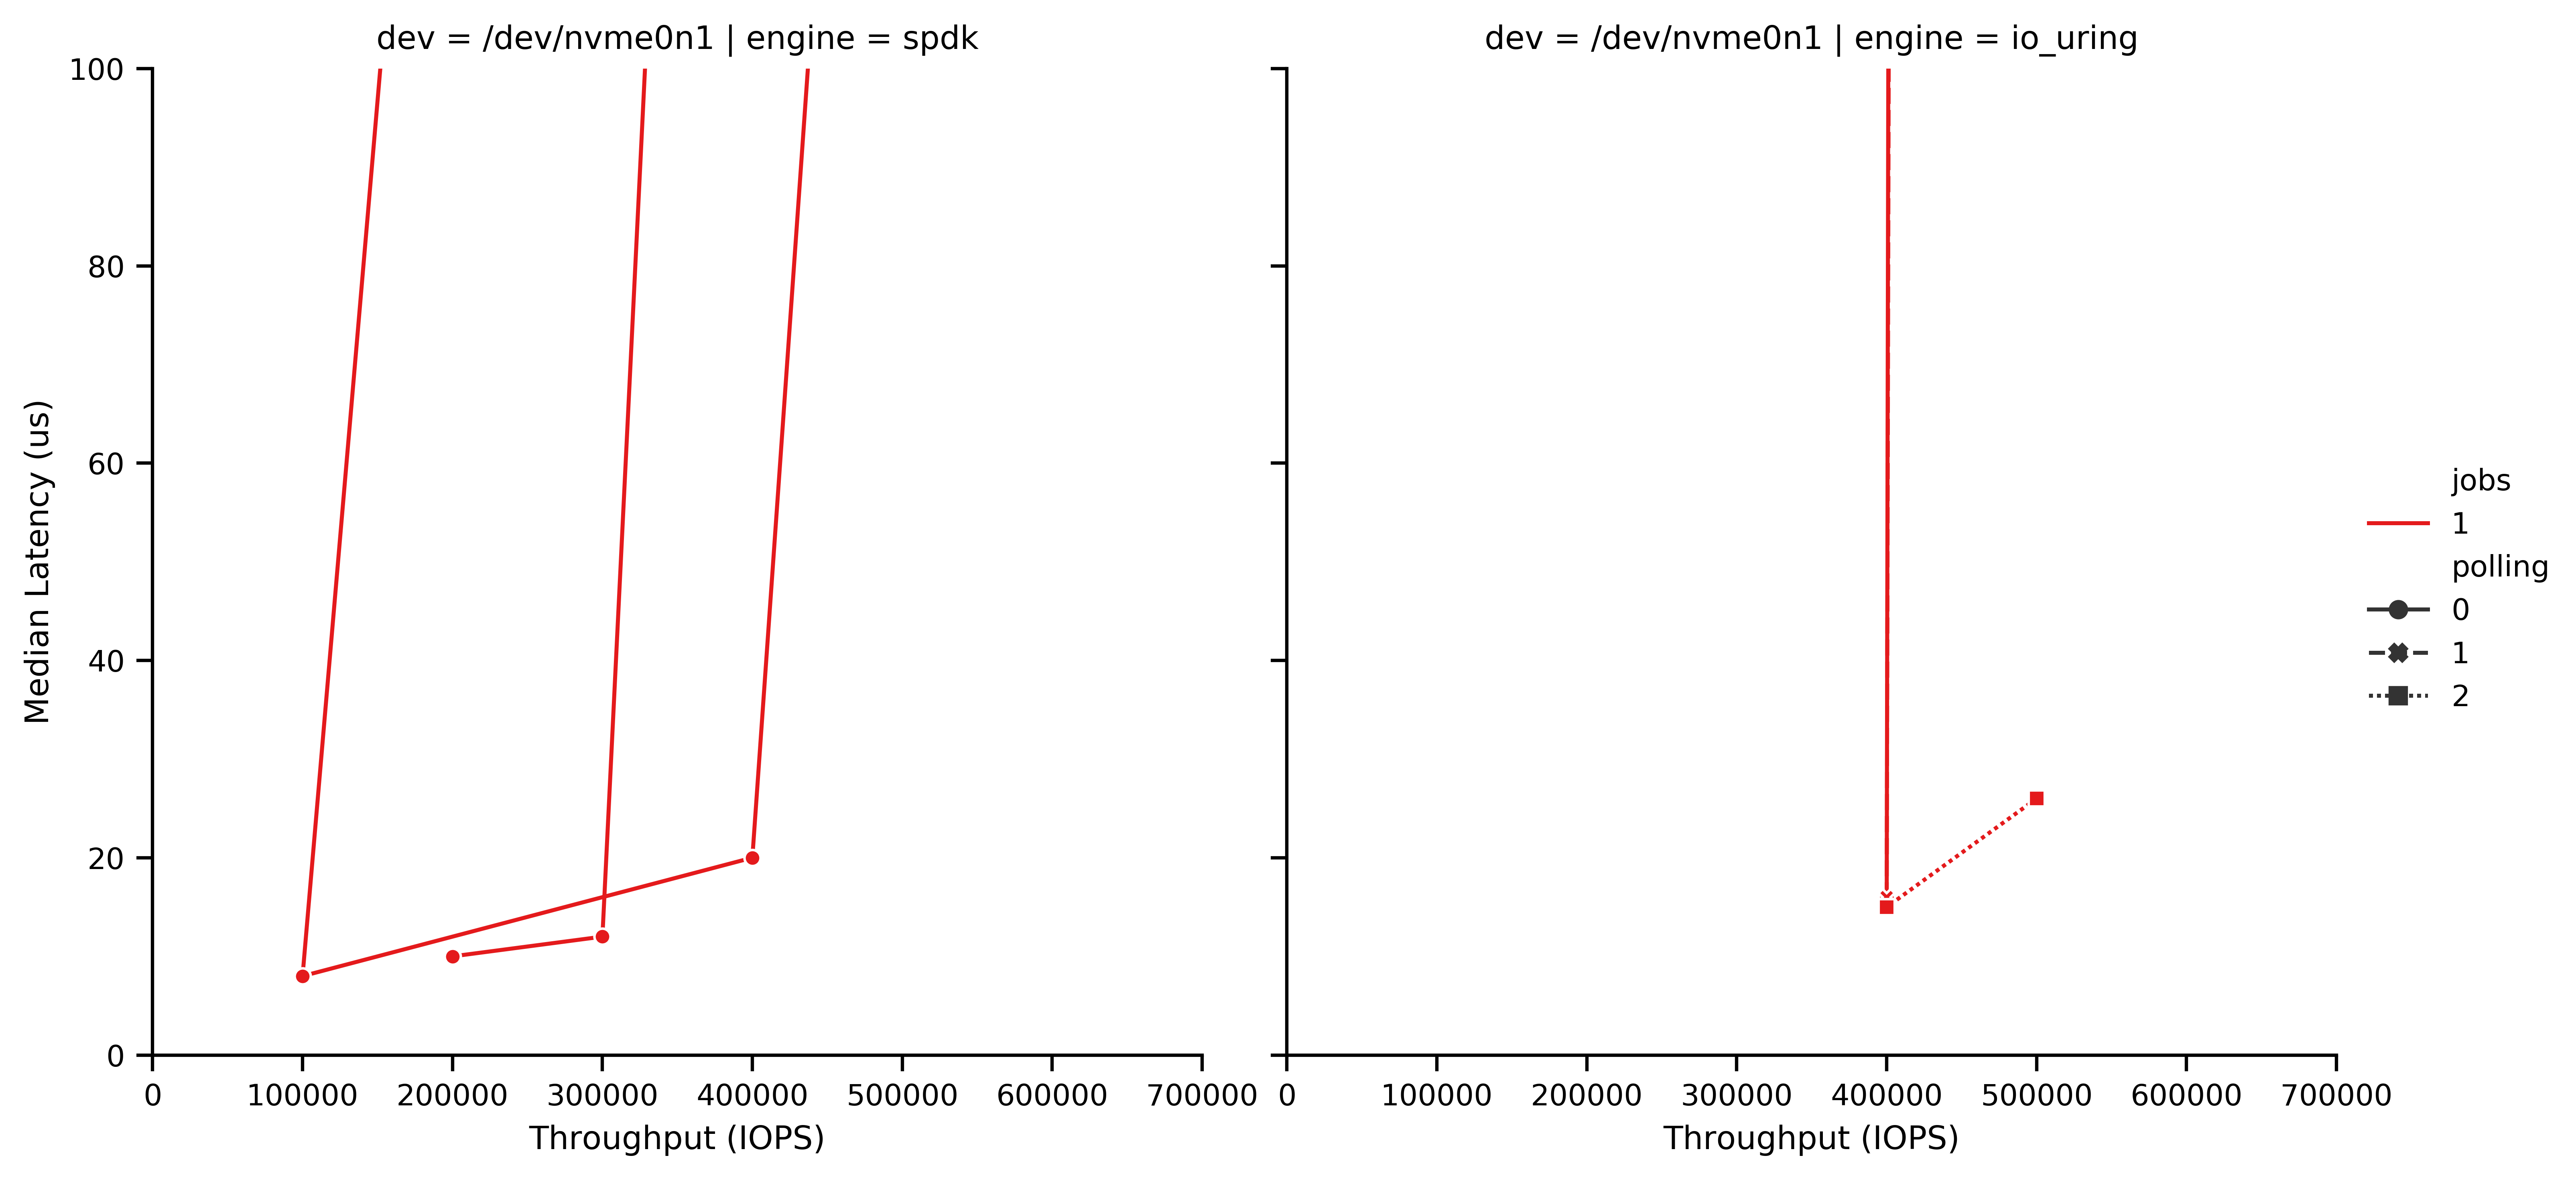 dev = /dev/nvme0n1 | engine = spdk
dev = /dev/nvme0n1 | engine = io_uring
Median Latency (us)
100
80
60
40
20
0
0 100000 200000 300000 400000 500000 600000 700000
Throughput (IOPS)
0 100000 200000 300000 400000 500000 600000 700000
Throughput (IOPS)
jobs
1
polling
0
1
2